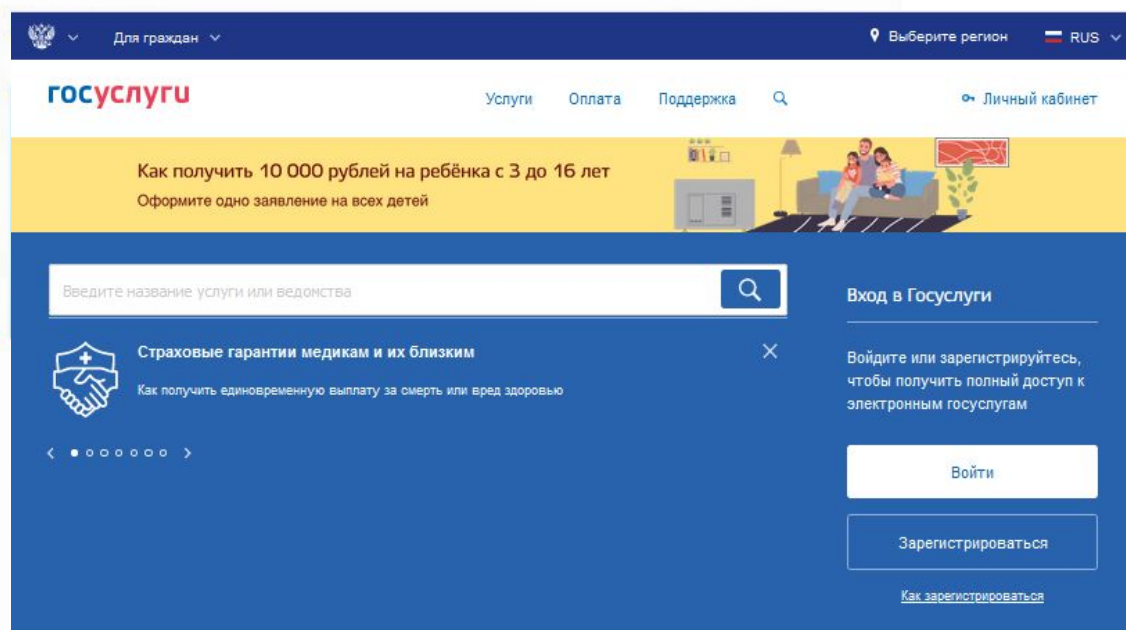 Для граждан
Выберите регион
RUS
госуслуги
Услуги
Оплата
Поддержка
Личный кабинет
Как получить 10 000 рублей на ребёнка с 3 до 16 лет
Оформите одно заявление на всех детей
Введите название услуги или ведомства
Страховые гарантии медикам и их близким
Как получить единовременную выплату за смерть или вред здоровью
Вход в Госуслуги
Войдите или зарегистрируйтесь,
чтобы получить полный доступ к
электронным госуслугам
Войти
Зарегистрироваться
Как зарегистрироваться